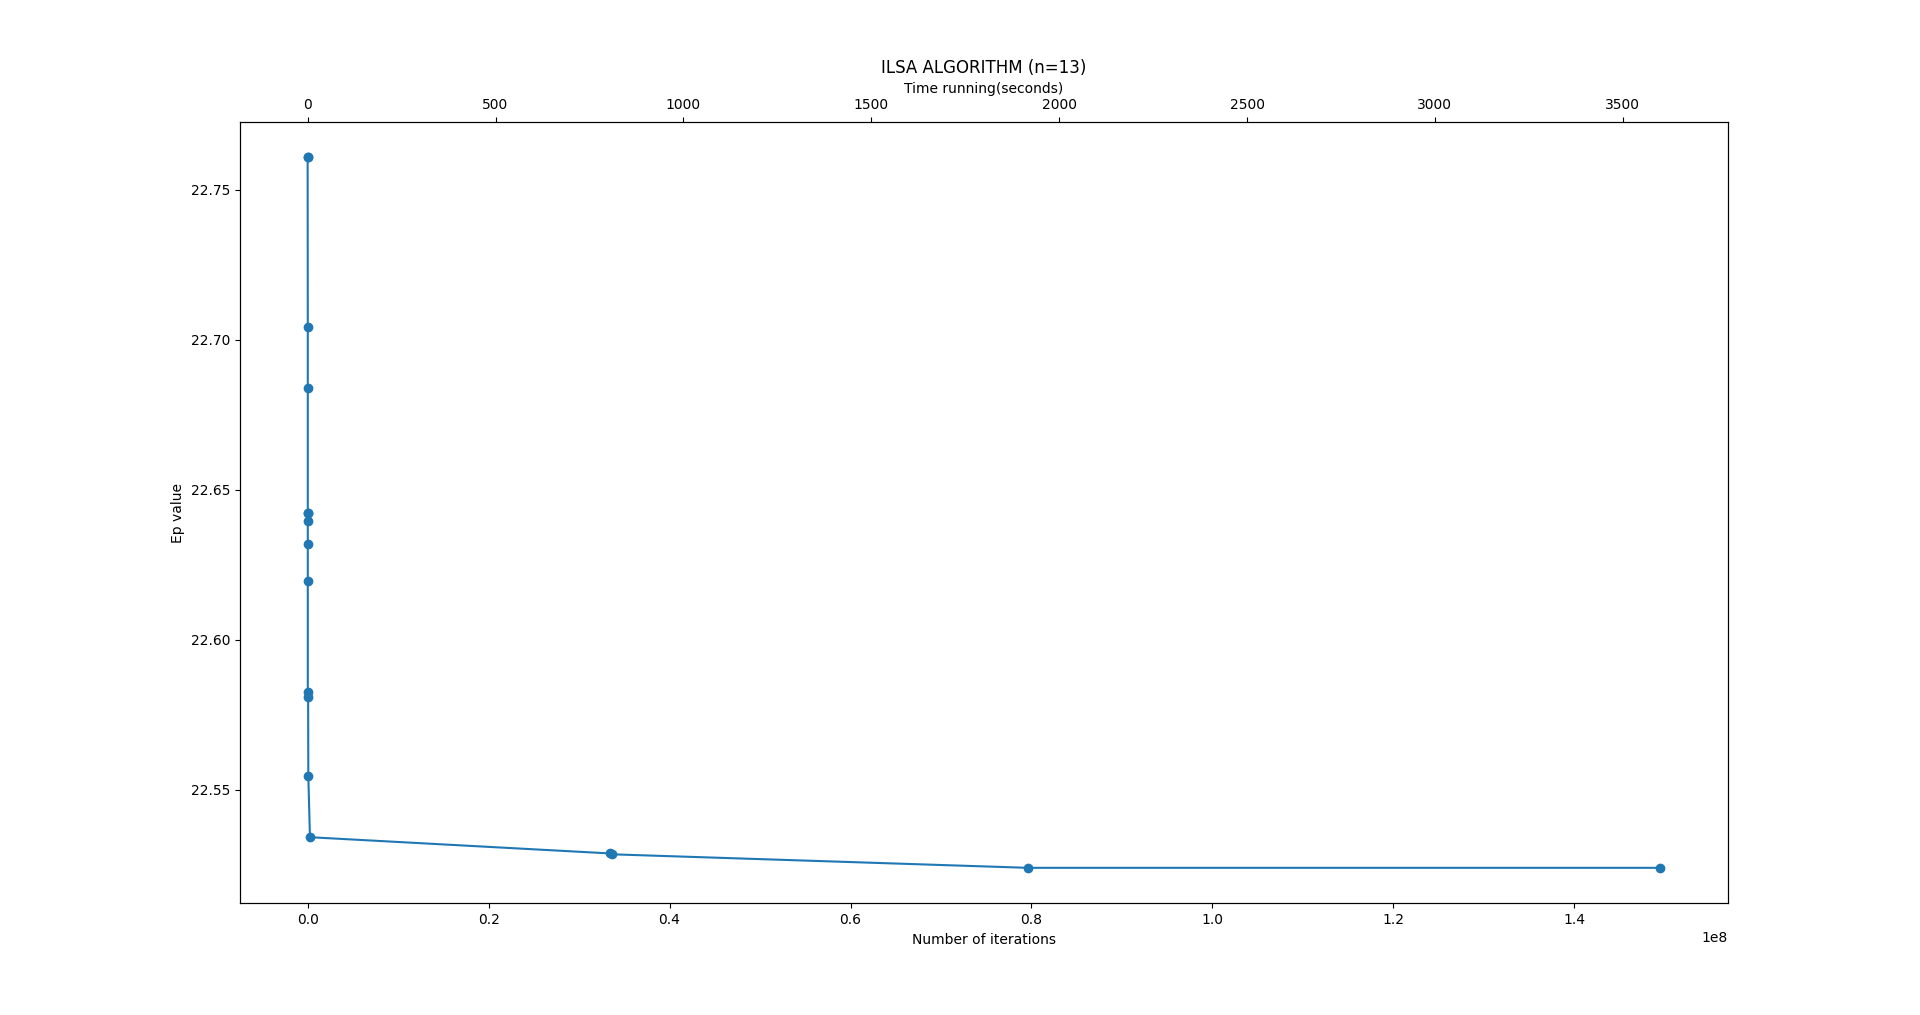 ILSA ALGORITHM (n=13)
Time running(seconds)
0 500 1000 1500 2000 2500 3000 3500
22.75
22.70
22.65
22.60
22.55
Ep value
0.0 0.2 0.4 0.6 0.8 1.0 1.2 1.4
1e8
Number of iterations